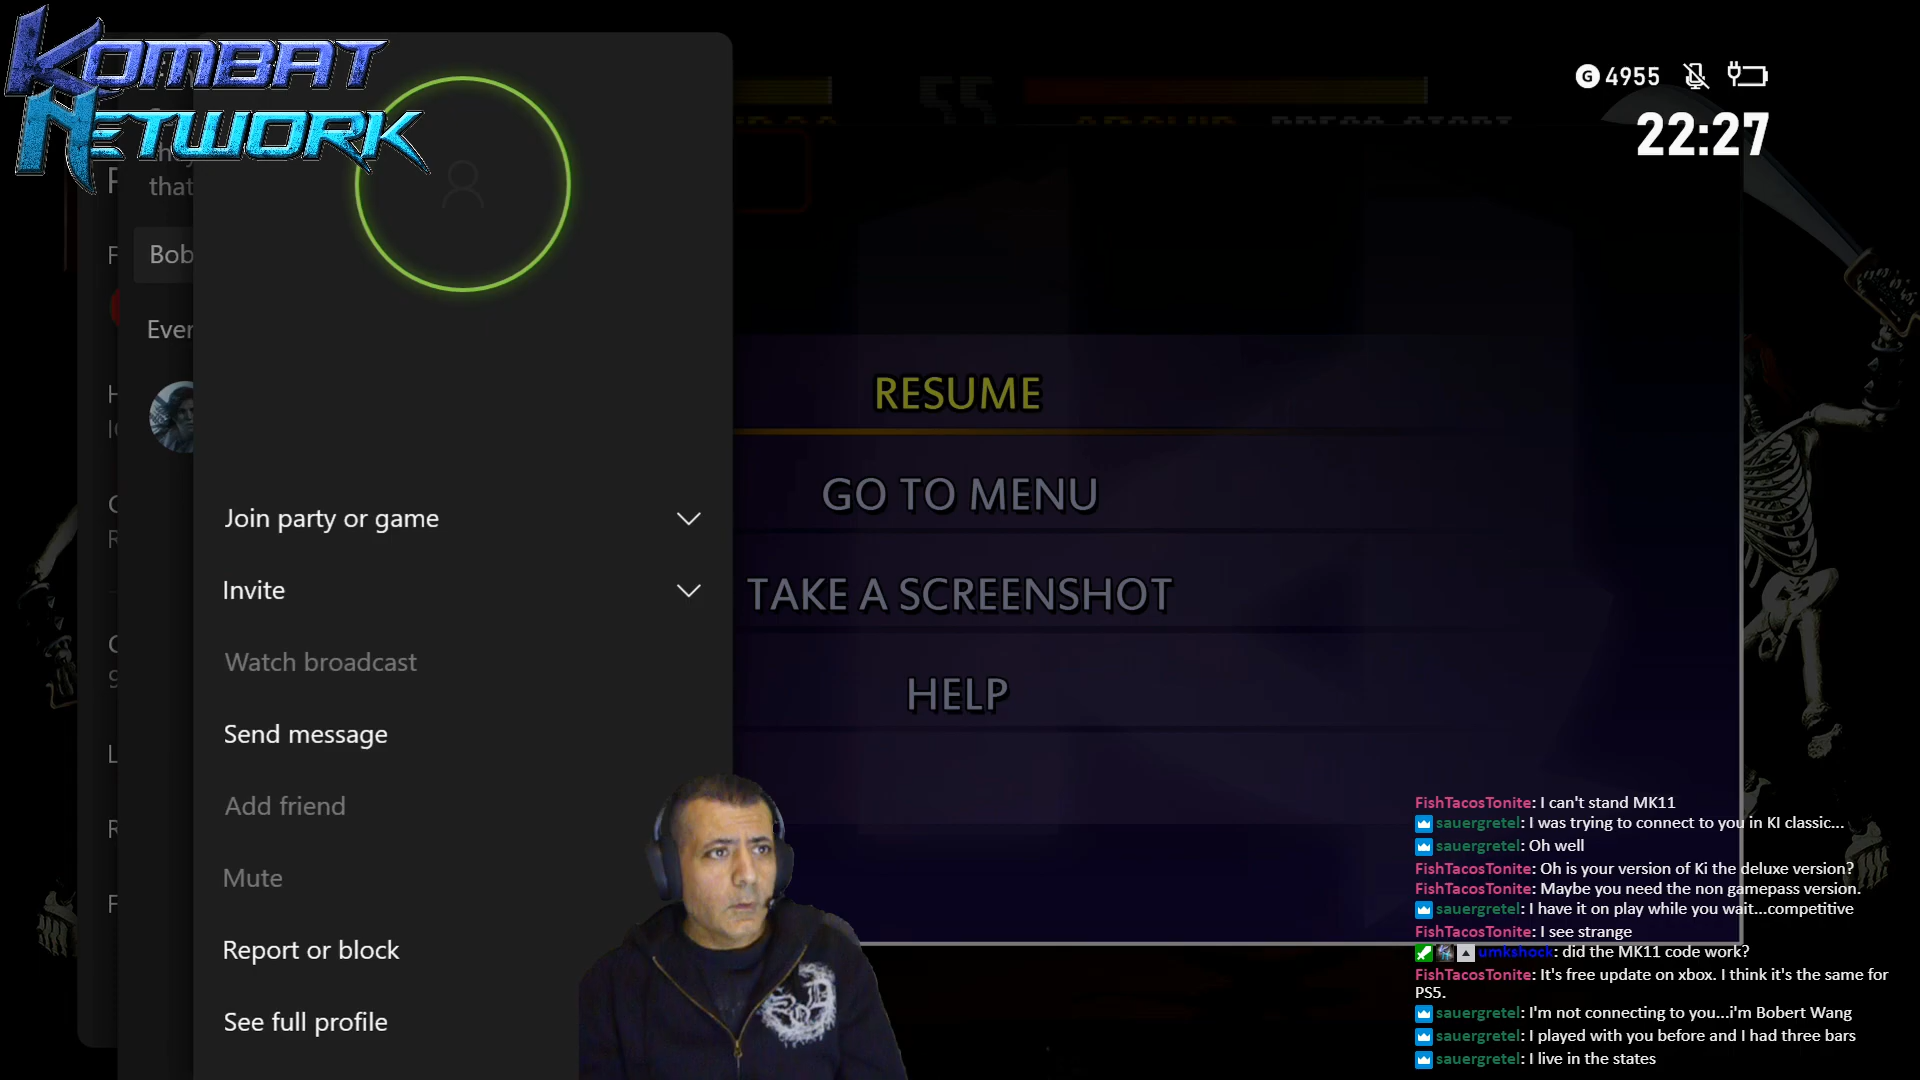 KOMBAT
NETWORK
G 4955
22:27
that
Bob
Join party or game
Invite
Watch broadcast
Send message
Add friend
Mute
Report or block
See full profile
RESUME
GO TO MENU
TAKE A SCREENSHOT
HELP
FishTacosTonite: I can't stand MK11
sauergretel: I was trying to connect to you in KI classic...
sauergretel: Oh well
FishTacosTonite: Oh is your version of Ki the deluxe version?
FishTacosTonite: Maybe you need the non gamepass version.
sauergretel: I have it on play while you wait...competitive
FishTacosTonite: I see strange
umkshock: did the MK11 code work?
FishTacosTonite: It's free update on xbox. I think it's the same for
PS5.
sauergretel: I'm not connecting to you...i'm Bobert Wang
sauergretel: I played with you before and I had three bars
sauergretel: I live in the states